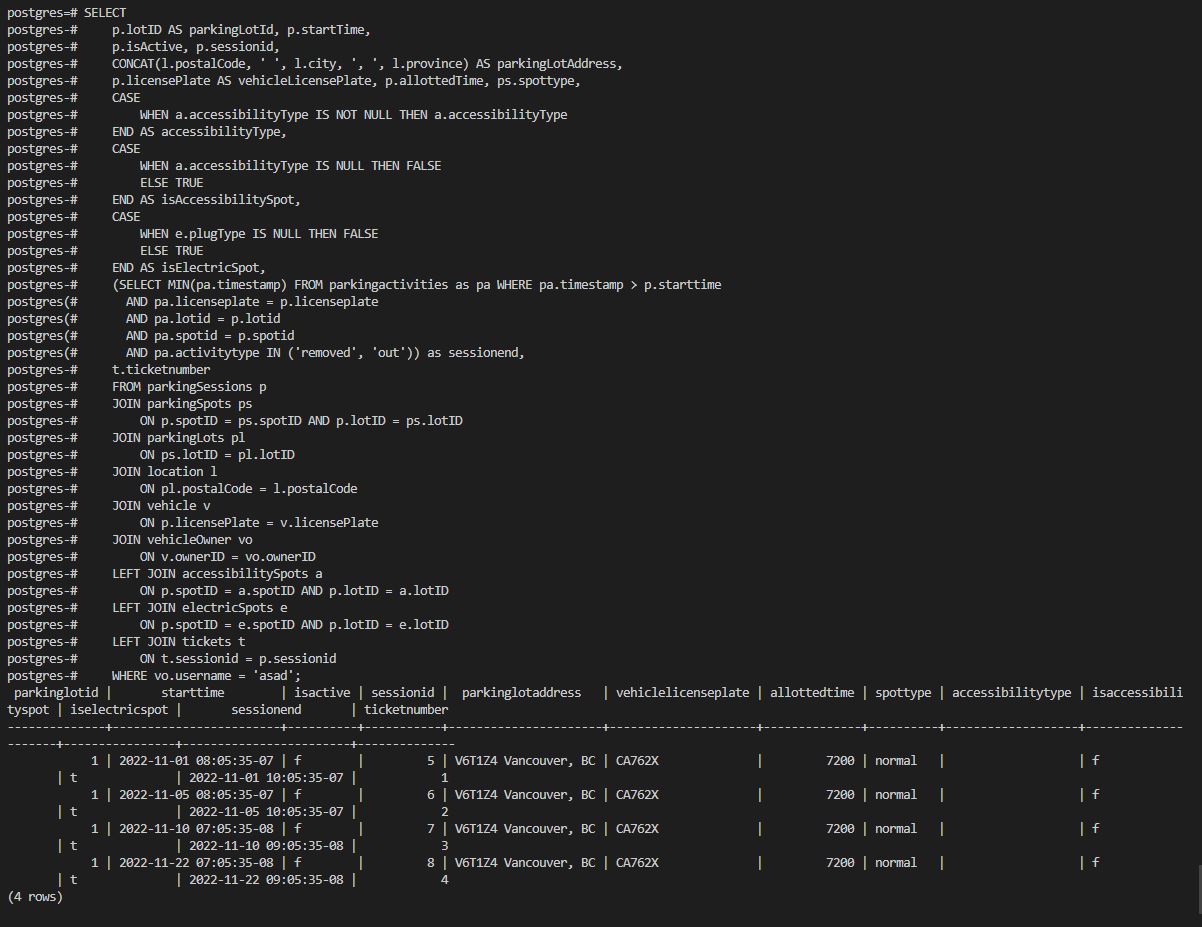 postgres=# SELECT
postgres-#     p.lotID AS parkingLotId, p.startTime,
postgres-#     p.isActive, p.sessionid,
postgres-#     CONCAT(l.postalCode, ' ', l.city, ', ', l.province) AS parkingLotAddress,
postgres-#     p.licensePlate AS vehicleLicensePlate, p.allottedTime, ps.spottype,
postgres-#     CASE
postgres-#         WHEN a.accessibilityType IS NOT NULL THEN a.accessibilityType
postgres-#     END AS accessibilityType,
postgres-#     CASE
postgres-#         WHEN a.accessibilityType IS NULL THEN FALSE
postgres-#         ELSE TRUE
postgres-#     END AS isAccessibilitySpot,
postgres-#     CASE
postgres-#         WHEN e.plugType IS NULL THEN FALSE
postgres-#         ELSE TRUE
postgres-#     END AS isElectricSpot,
postgres-#     (SELECT MIN(pa.timestamp) FROM parkingactivities as pa WHERE pa.timestamp > p.starttime
postgres(#       AND pa.licenseplate = p.licenseplate
postgres(#       AND pa.lotid = p.lotid
postgres(#       AND pa.spotid = p.spotid
postgres(#       AND pa.activitytype IN ('removed', 'out')) as sessionend,
postgres-#     t.ticketnumber
postgres-#     FROM parkingSessions p
postgres-#     JOIN parkingSpots ps
postgres-#         ON p.spotID = ps.spotID AND p.lotID = ps.lotID
postgres-#     JOIN parkingLots pl
postgres-#         ON ps.lotID = pl.lotID
postgres-#     JOIN location l
postgres-#         ON pl.postalCode = l.postalCode
postgres-#     JOIN vehicle v
postgres-#         ON p.licensePlate = v.licensePlate
postgres-#     JOIN vehicleOwner vo
postgres-#         ON v.ownerID = vo.ownerID
postgres-#     LEFT JOIN accessibilitySpots a
postgres-#         ON p.spotID = a.spotID AND p.lotID = a.lotID
postgres-#     LEFT JOIN electricSpots e
postgres-#         ON p.spotID = e.spotID AND p.lotID = e.lotID
postgres-#     LEFT JOIN tickets t
postgres-#         ON t.sessionid = p.sessionid
postgres-#     WHERE vo.username = 'asad';
 parkinglotid |       starttime        | isactive | sessionid |  parkinglotaddress   | vehiclelicenseplate | allottedtime | spottype | accessibilitytype | isaccessibili
tyspot | iselectricspot |       sessionend       | ticketnumber
--------------+------------------------+----------+-----------+----------------------+---------------------+--------------+----------+-------------------+--------------
-------+----------------+------------------------+--------------
            1 | 2022-11-01 08:05:35-07 | f        |         5 | V6T1Z4 Vancouver, BC | CA762X              |         7200 | normal   |                   | f
       | t              | 2022-11-01 10:05:35-07 |            1
            1 | 2022-11-05 08:05:35-07 | f        |         6 | V6T1Z4 Vancouver, BC | CA762X              |         7200 | normal   |                   | f
       | t              | 2022-11-05 10:05:35-07 |            2
            1 | 2022-11-10 07:05:35-08 | f        |         7 | V6T1Z4 Vancouver, BC | CA762X              |         7200 | normal   |                   | f
       | t              | 2022-11-10 09:05:35-08 |            3
            1 | 2022-11-22 07:05:35-08 | f        |         8 | V6T1Z4 Vancouver, BC | CA762X              |         7200 | normal   |                   | f
       | t              | 2022-11-22 09:05:35-08 |            4
(4 rows)